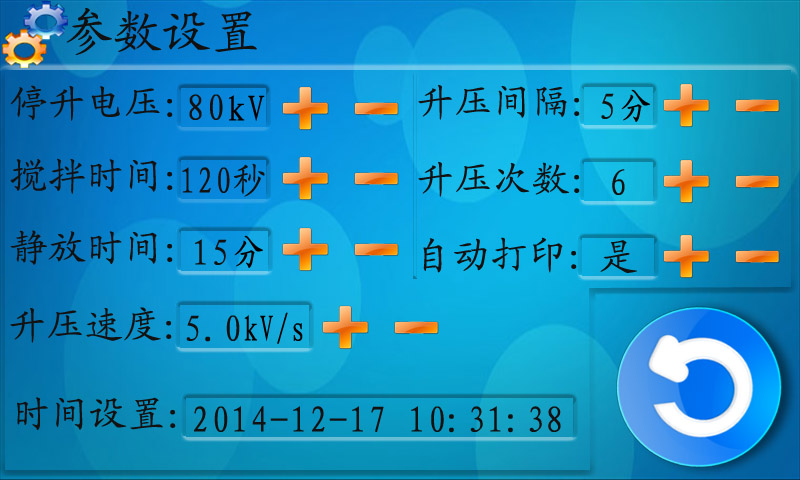 参数设置
停升电压: 80kV 升压间隔: 5分
搅拌时间: 120秒 升压次数: 6
静放时间: 15分 自动打印: 是
升压速度: 5.0kV/s
时间设置: 2014-12-17 10:31:38